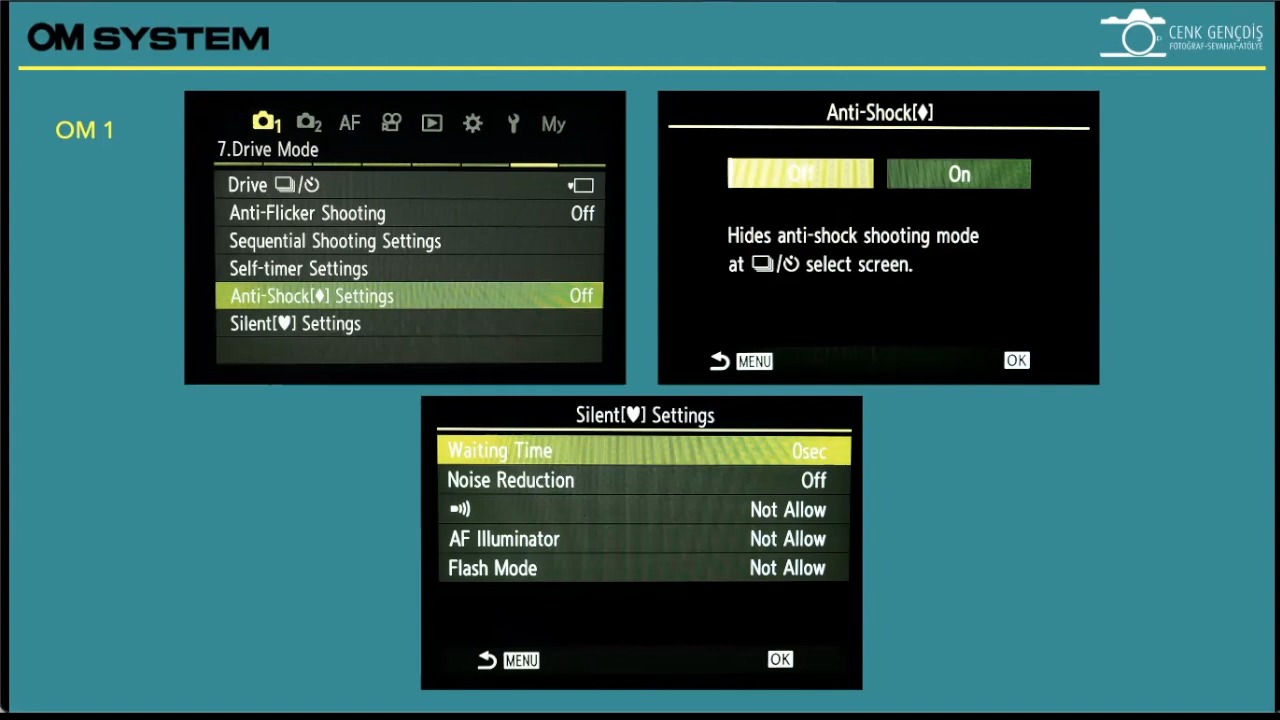 OM SYSTEM
CENK GENÇDİŞ
FOTOĞRAF-SEYAHAT-ATÖLYE
OM 1
1 2 AF My
7.Drive Mode
Drive /
Anti-Flicker Shooting Off
Sequential Shooting Settings
Self-timer Settings
Anti-Shock[♦] Settings Off
Silent[♥] Settings
Anti-Shock[♦]
Off On
Hides anti-shock shooting mode
at / select screen.
MENU OK
Silent[♥] Settings
Waiting Time 0sec
Noise Reduction Off
Not Allow
AF Illuminator Not Allow
Flash Mode Not Allow
MENU OK